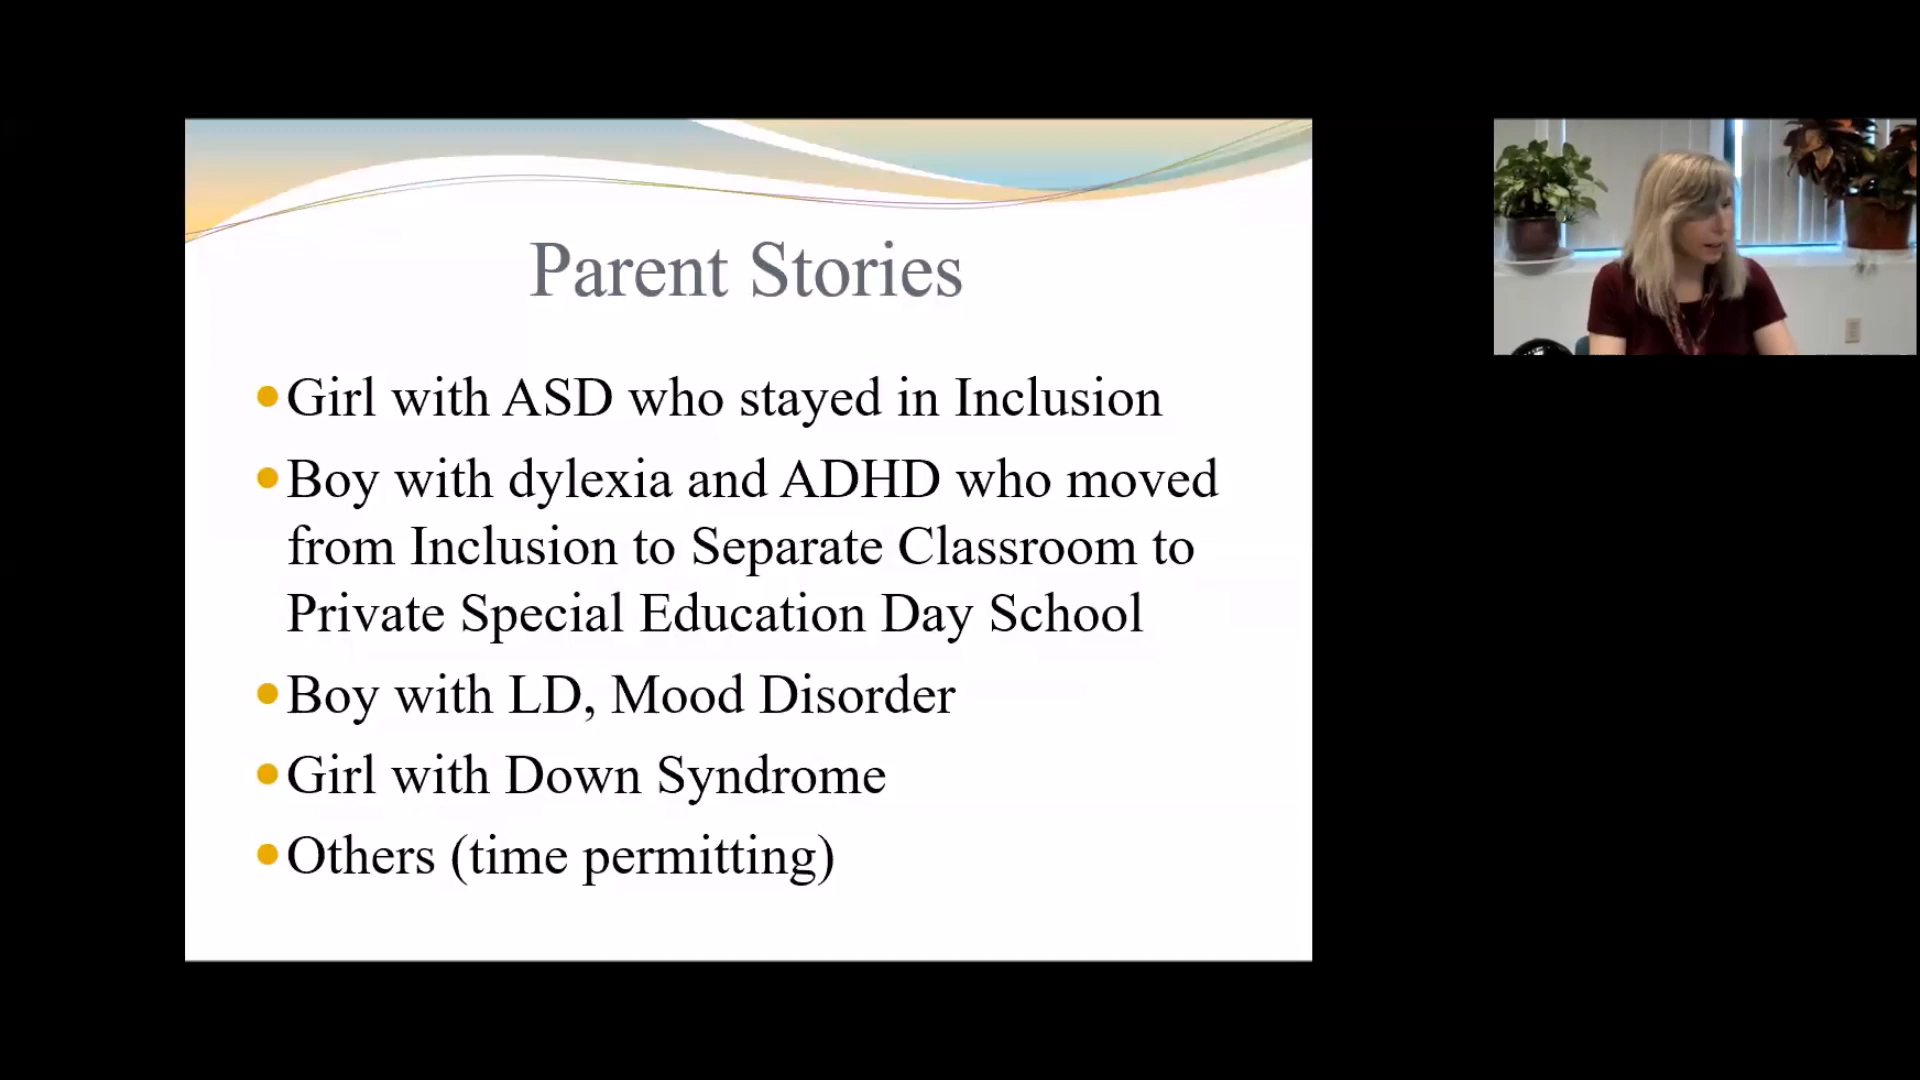 Parent Stories
Girl with ASD who stayed in Inclusion
Boy with dylexia and ADHD who moved
from Inclusion to Separate Classroom to
Private Special Education Day School
Boy with LD, Mood Disorder
Girl with Down Syndrome
Others (time permitting)